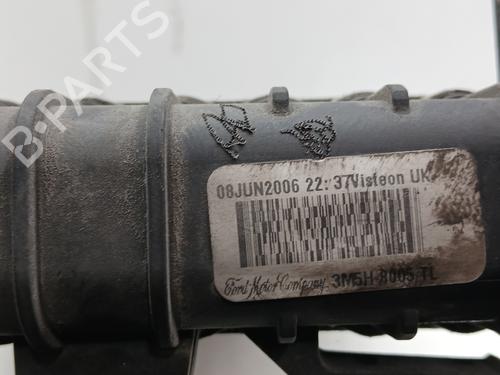 B-PARTS
08JUN2006 22:37Visteon UK
Ford Motor Company 3M5H-8005-TL